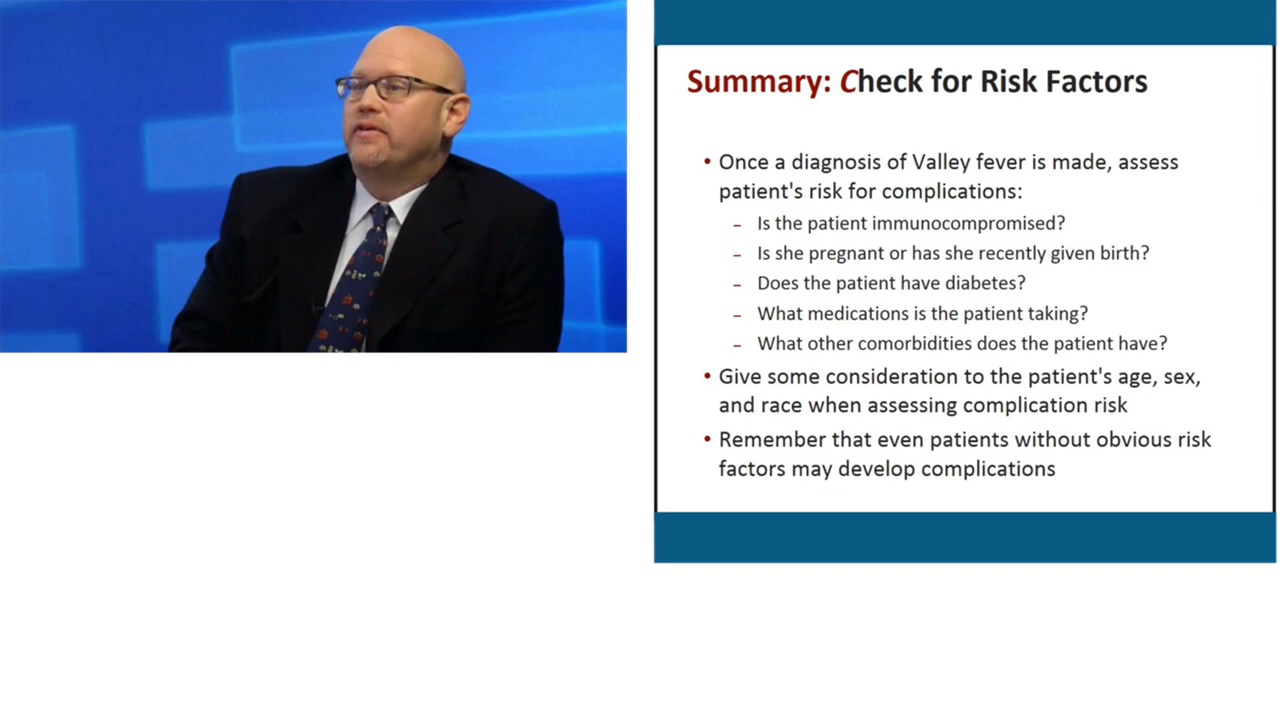 Summary: Check for Risk Factors
• Once a diagnosis of Valley fever is made, assess
patient's risk for complications:
– Is the patient immunocompromised?
– Is she pregnant or has she recently given birth?
– Does the patient have diabetes?
– What medications is the patient taking?
– What other comorbidities does the patient have?
• Give some consideration to the patient's age, sex,
and race when assessing complication risk
• Remember that even patients without obvious risk
factors may develop complications